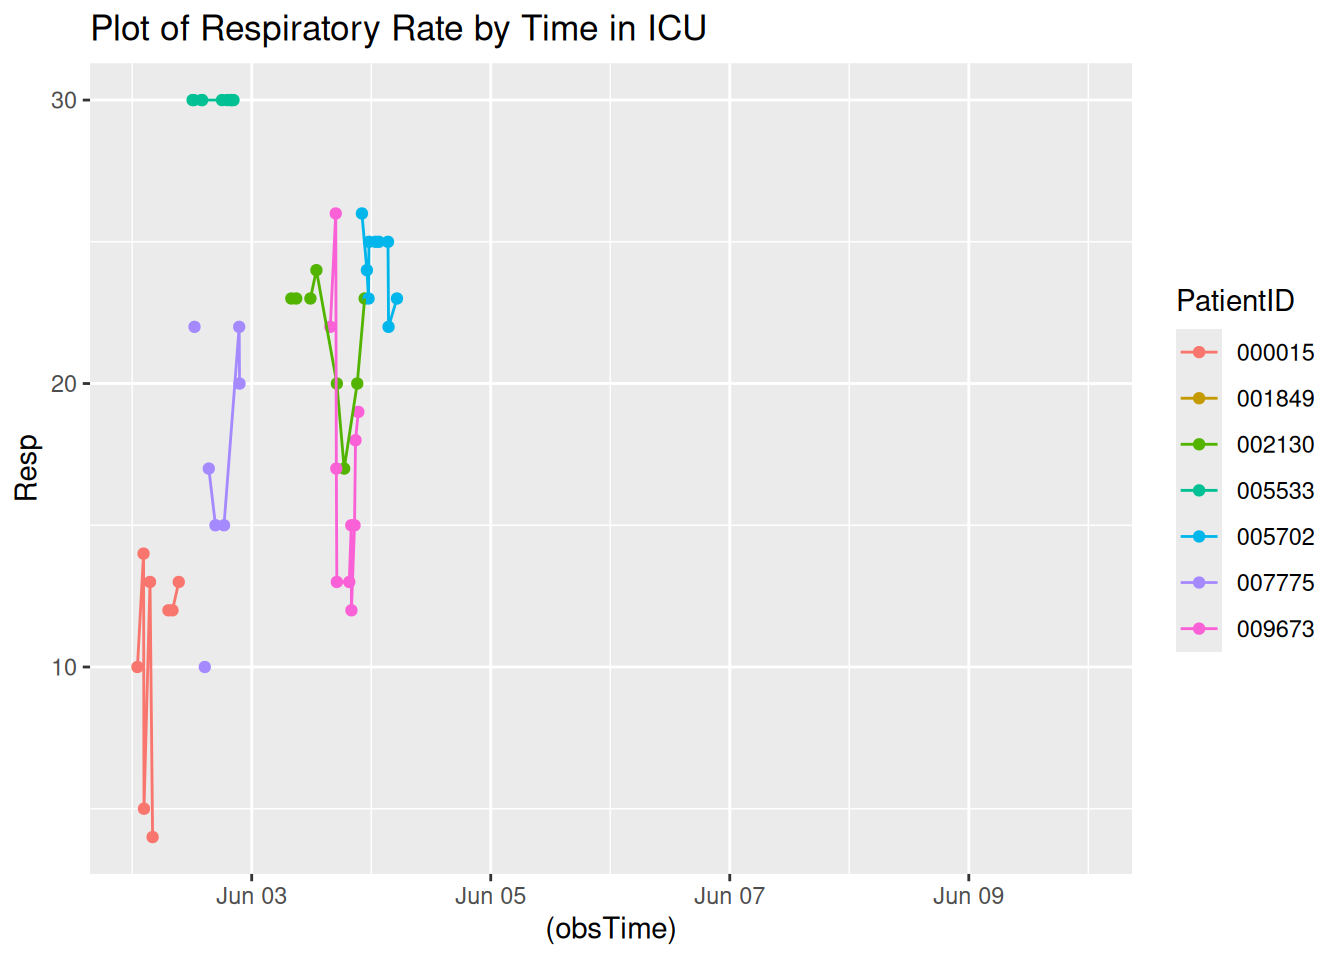 Plot of Respiratory Rate by Time in ICU
30
20
10
Resp
Jun 03
Jun 05
Jun 07
Jun 09
(obsTime)
PatientID
000015
001849
002130
005533
005702
007775
009673